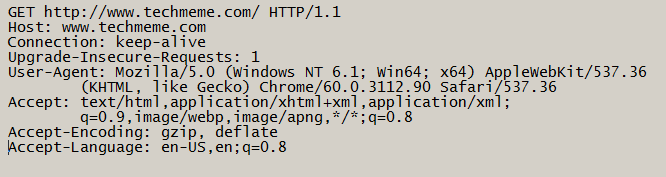 GET http://www.techmeme.com/ HTTP/1.1
Host: www.techmeme.com
Connection: keep-alive
Upgrade-Insecure-Requests: 1
User-Agent: Mozilla/5.0 (Windows NT 6.1; Win64; x64) AppleWebKit/537.36
(KHTML, like Gecko) Chrome/60.0.3112.90 Safari/537.36
Accept: text/html,application/xhtml+xml,application/xml;
q=0.9,image/webp,image/apng,*/*;q=0.8
Accept-Encoding: gzip, deflate
Accept-Language: en-US,en;q=0.8